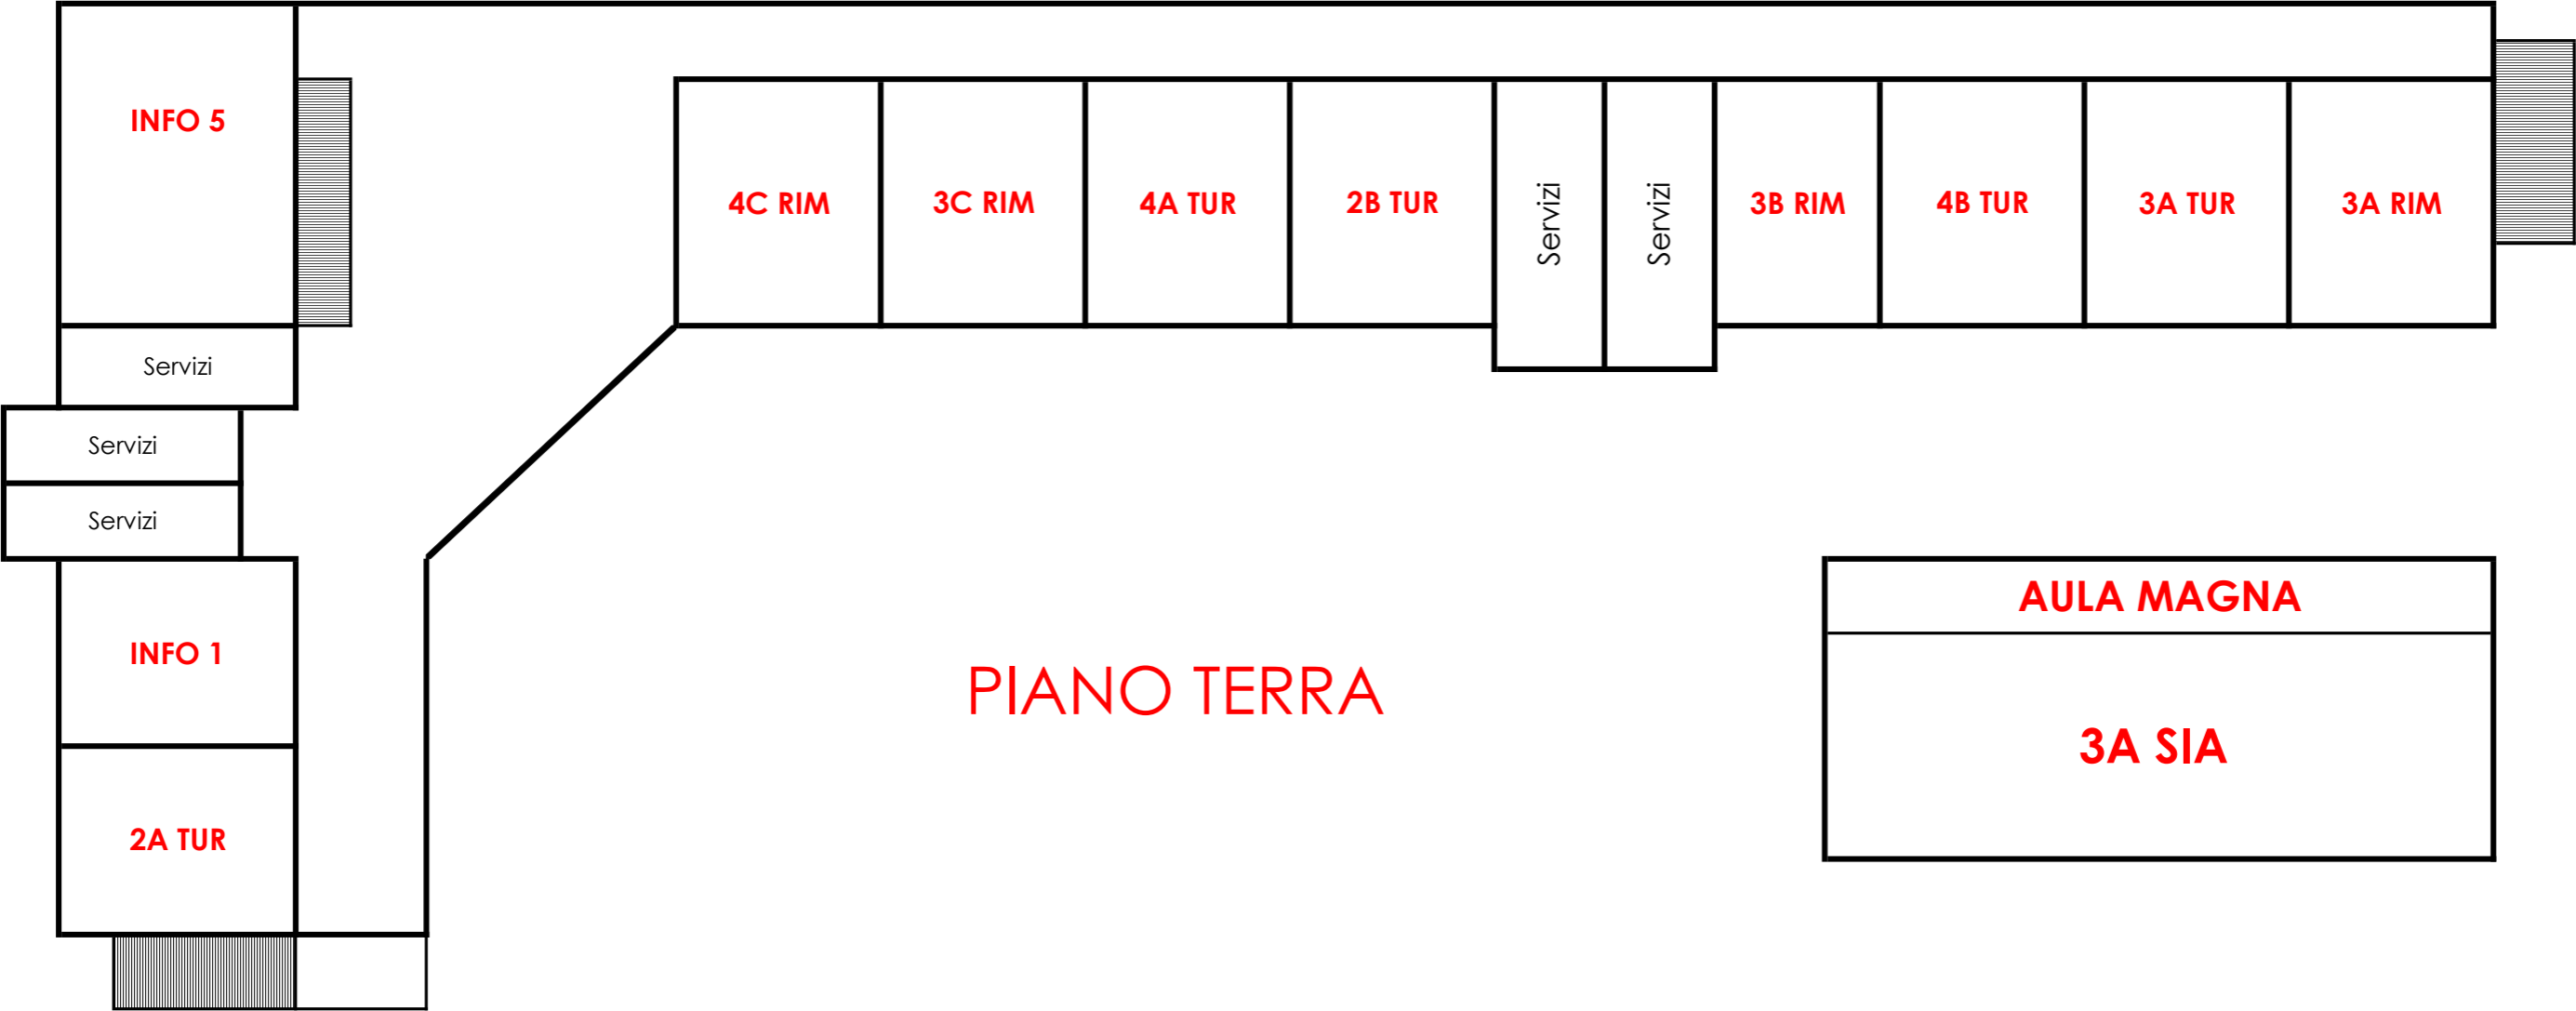 INFO 5
4C RIM
3C RIM
4A TUR
2B TUR
Servizi
Servizi
3B RIM
4B TUR
3A TUR
3A RIM
Servizi
Servizi
Servizi
INFO 1
2A TUR
PIANO TERRA
AULA MAGNA
3A SIA